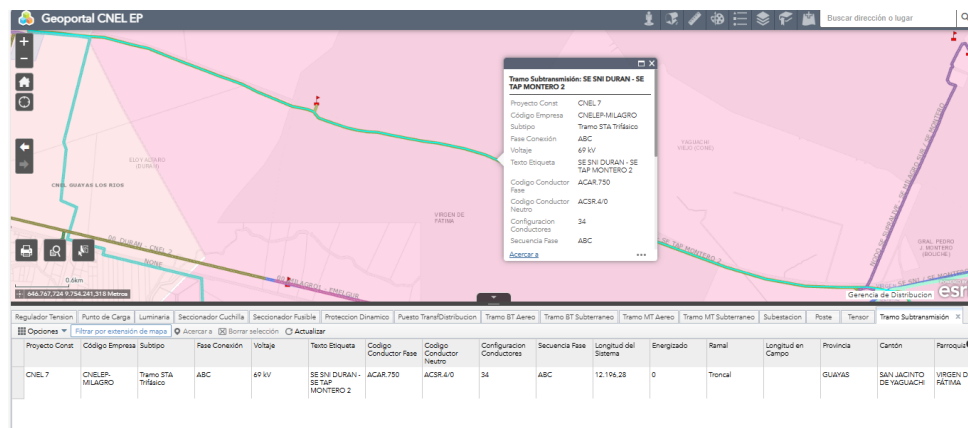 Geoportal CNEL EP
Buscar dirección o lugar
Tramo Subtransmisión: SE SNI DURAN - SE
TAP MONTERO 2
Proyecto Const CNEL 7
Código Empresa CNELEP-MILAGRO
Subtipo Tramo STA Trifásico
Fase Conexión ABC
Voltaje 69 kV
Texto Etiqueta SE SNI DURAN - SE
TAP MONTERO 2
Codigo Conductor ACAR.750
Fase
Codigo Conductor ACSR.4/0
Neutro
Configuracion 34
Conductores
Secuencia Fase ABC
Acercar a
ELOY ALFARO
(DURAN)
CNEL GUAYAS LOS RIOS
VIRGEN DE
FÁTIMA
YAGUACHI
VIEJO (CONE)
GRAL. PEDRO
J. MONTERO
(BOLICHE)
DURAN - CNEL 7
NONE
SE TAP MONTERO 2
0.6km
646.767,724 9.754.241,318 Metros
Gerencia de Distribucion
esri
Regulador Tension Punto de Carga Luminaria Seccionador Cuchilla Seccionador Fusible Proteccion Dinamico Puesto TransfDistribucion Tramo BT Aereo Tramo BT Subterraneo Tramo MT Aereo Tramo MT Subterraneo Subestacion Poste Tensor Tramo Subtransmisión
Opciones Filtrar por extensión de mapa Acercar a Borrar selección Actualizar
Proyecto Const Código Empresa Subtipo Fase Conexión Voltaje Texto Etiqueta Codigo Conductor Fase Codigo Conductor Neutro Configuracion Conductores Secuencia Fase Longitud del Sistema Energizado Ramal Longitud en Campo Provincia Cantón Parroquia
CNEL 7 CNELEP-MILAGRO Tramo STA Trifásico ABC 69 kV SE SNI DURAN - SE TAP MONTERO 2 ACAR.750 ACSR.4/0 34 ABC 12.196,28 0 Troncal GUAYAS SAN JACINTO DE YAGUACHI VIRGEN D FÁTIMA